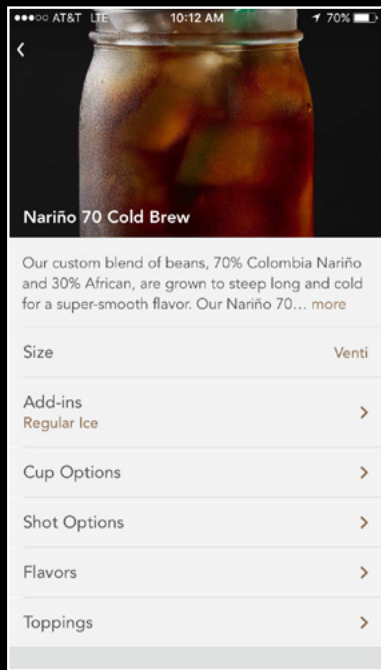 AT&T LTE 10:12 AM 70%
Nariño 70 Cold Brew
Our custom blend of beans, 70% Colombia Nariño
and 30% African, are grown to steep long and cold
for a super-smooth flavor. Our Nariño 70... more
Size Venti
Add-ins
Regular Ice
Cup Options
Shot Options
Flavors
Toppings